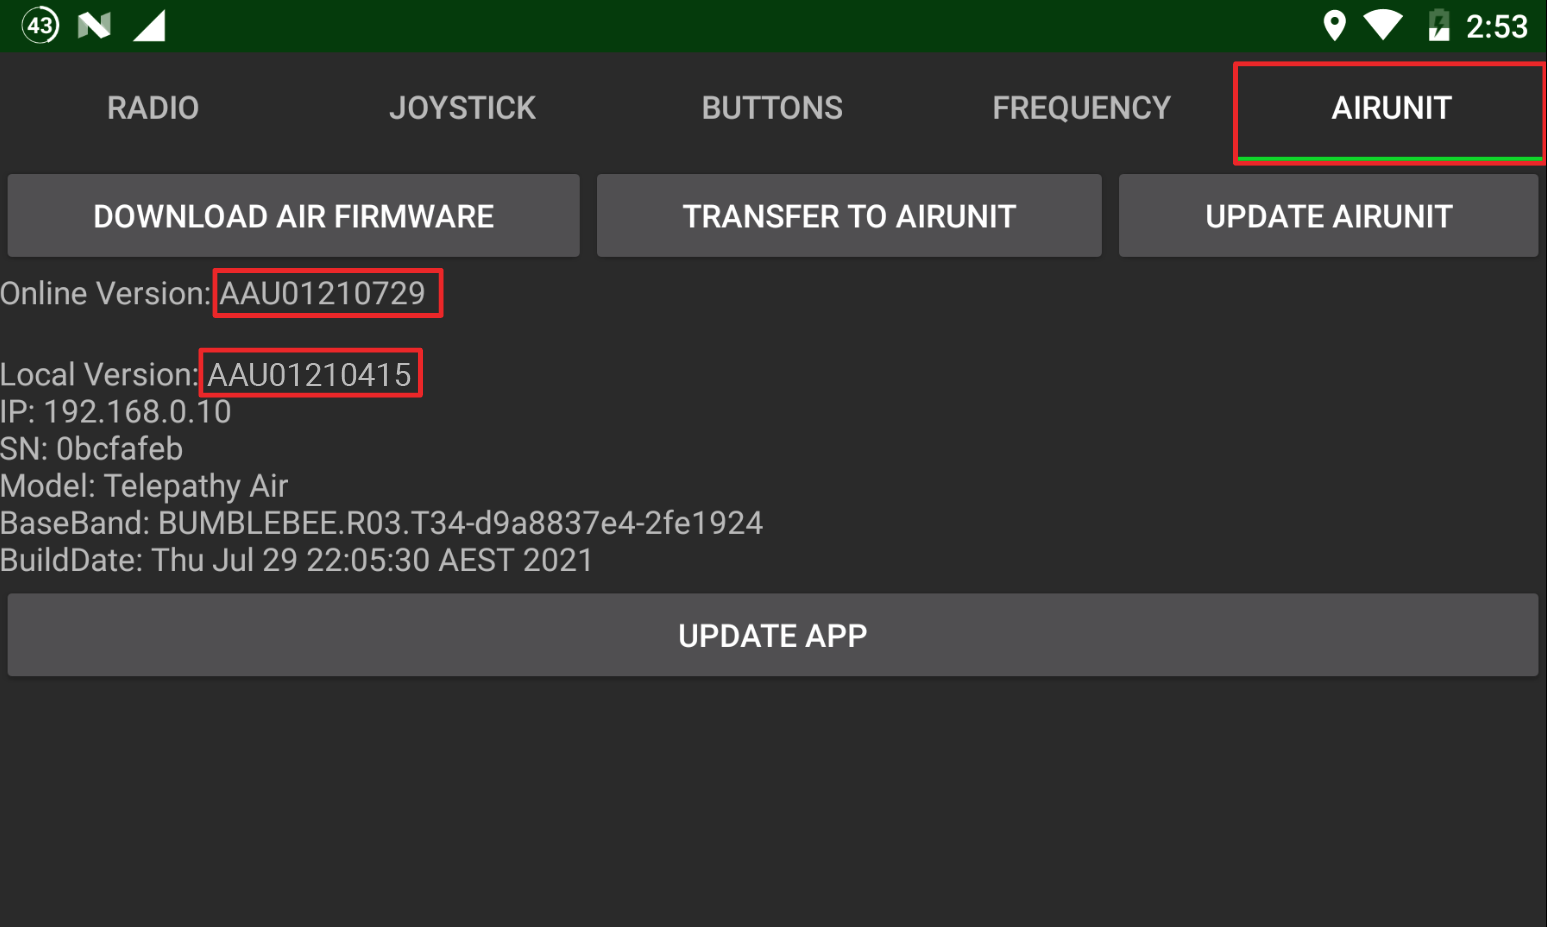 43 2:53
RADIO JOYSTICK BUTTONS FREQUENCY AIRUNIT
DOWNLOAD AIR FIRMWARE TRANSFER TO AIRUNIT UPDATE AIRUNIT
Online Version: AAU01210729
Local Version: AAU01210415
IP: 192.168.0.10
SN: 0bcfafeb
Model: Telepathy Air
BaseBand: BUMBLEBEE.R03.T34-d9a8837e4-2fe1924
BuildDate: Thu Jul 29 22:05:30 AEST 2021
UPDATE APP